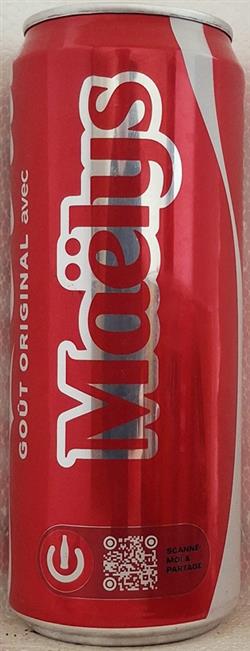 GOÛT ORIGINAL avec
Maëlys
SCANNE-
MOI &
PARTAGE